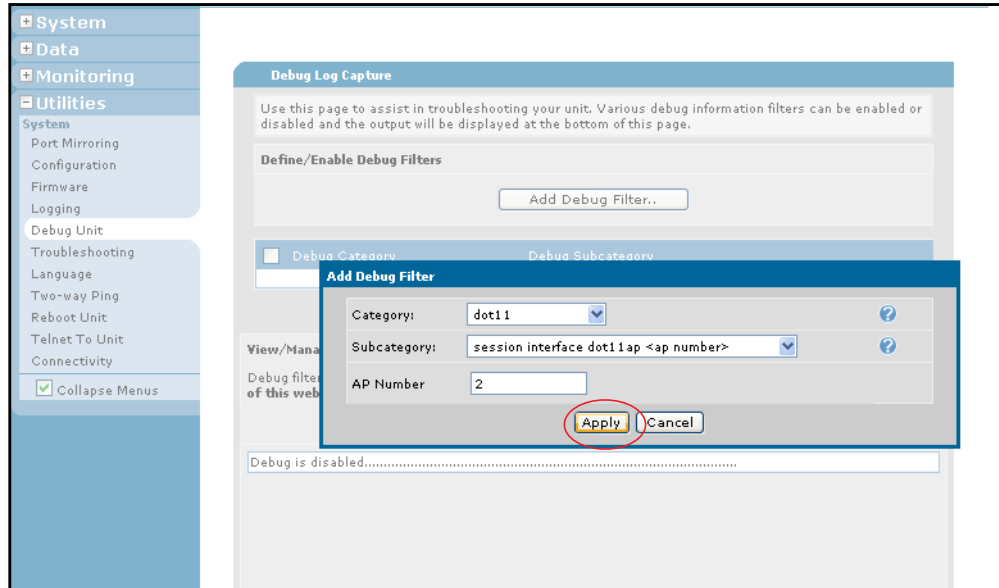 System
Data
Monitoring
Utilities
System
Port Mirroring
Configuration
Firmware
Logging
Debug Unit
Troubleshooting
Language
Two-way Ping
Reboot Unit
Telnet To Unit
Connectivity
Collapse Menus
Debug Log Capture
Use this page to assist in troubleshooting your unit. Various debug information filters can be enabled or
disabled and the output will be displayed at the bottom of this page.
Define/Enable Debug Filters
Add Debug Filter..
Debug Category Debug Subcategory
Add Debug Filter
Category: dot11
Subcategory: session interface dot11ap <ap number>
AP Number 2
Apply Cancel
View/Mana
Debug filter
of this web
Debug is disabled.................................................................................................